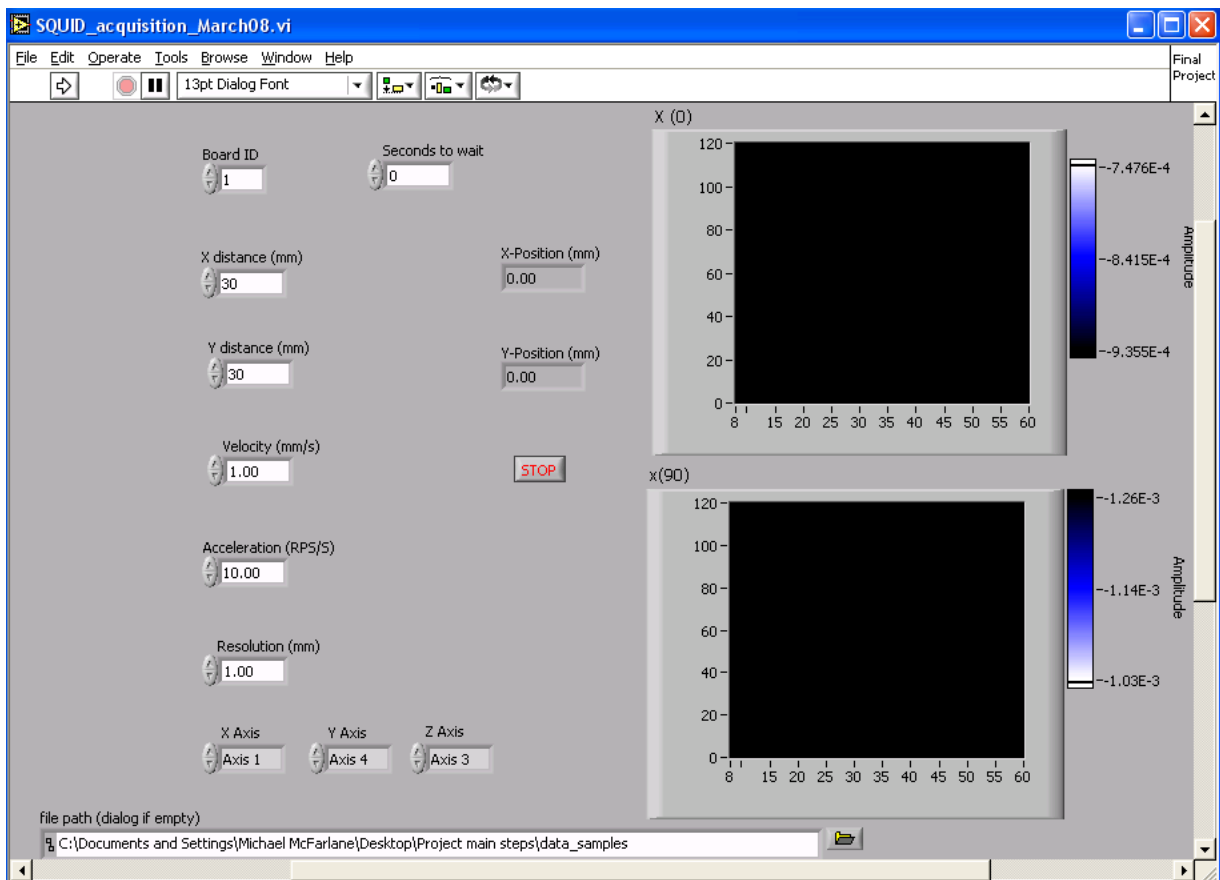 SQUID_acquisition_March08.vi
File Edit Operate Tools Browse Window Help
Final
Project
13pt Dialog Font
Board ID
1
Seconds to wait
0
X distance (mm)
30
X-Position (mm)
0.00
Y distance (mm)
30
Y-Position (mm)
0.00
Velocity (mm/s)
1.00
STOP
Acceleration (RPS/S)
10.00
Resolution (mm)
1.00
X Axis
Axis 1
Y Axis
Axis 4
Z Axis
Axis 3
X (0)
120
100
80
60
40
20
0
8 15 20 25 30 35 40 45 50 55 60
-7.476E-4
-8.415E-4
-9.355E-4
Amplitude
x(90)
120
100
80
60
40
20
0
8 15 20 25 30 35 40 45 50 55 60
-1.26E-3
-1.14E-3
-1.03E-3
Amplitude
file path (dialog if empty)
C:\Documents and Settings\Michael McFarlane\Desktop\Project main steps\data_samples